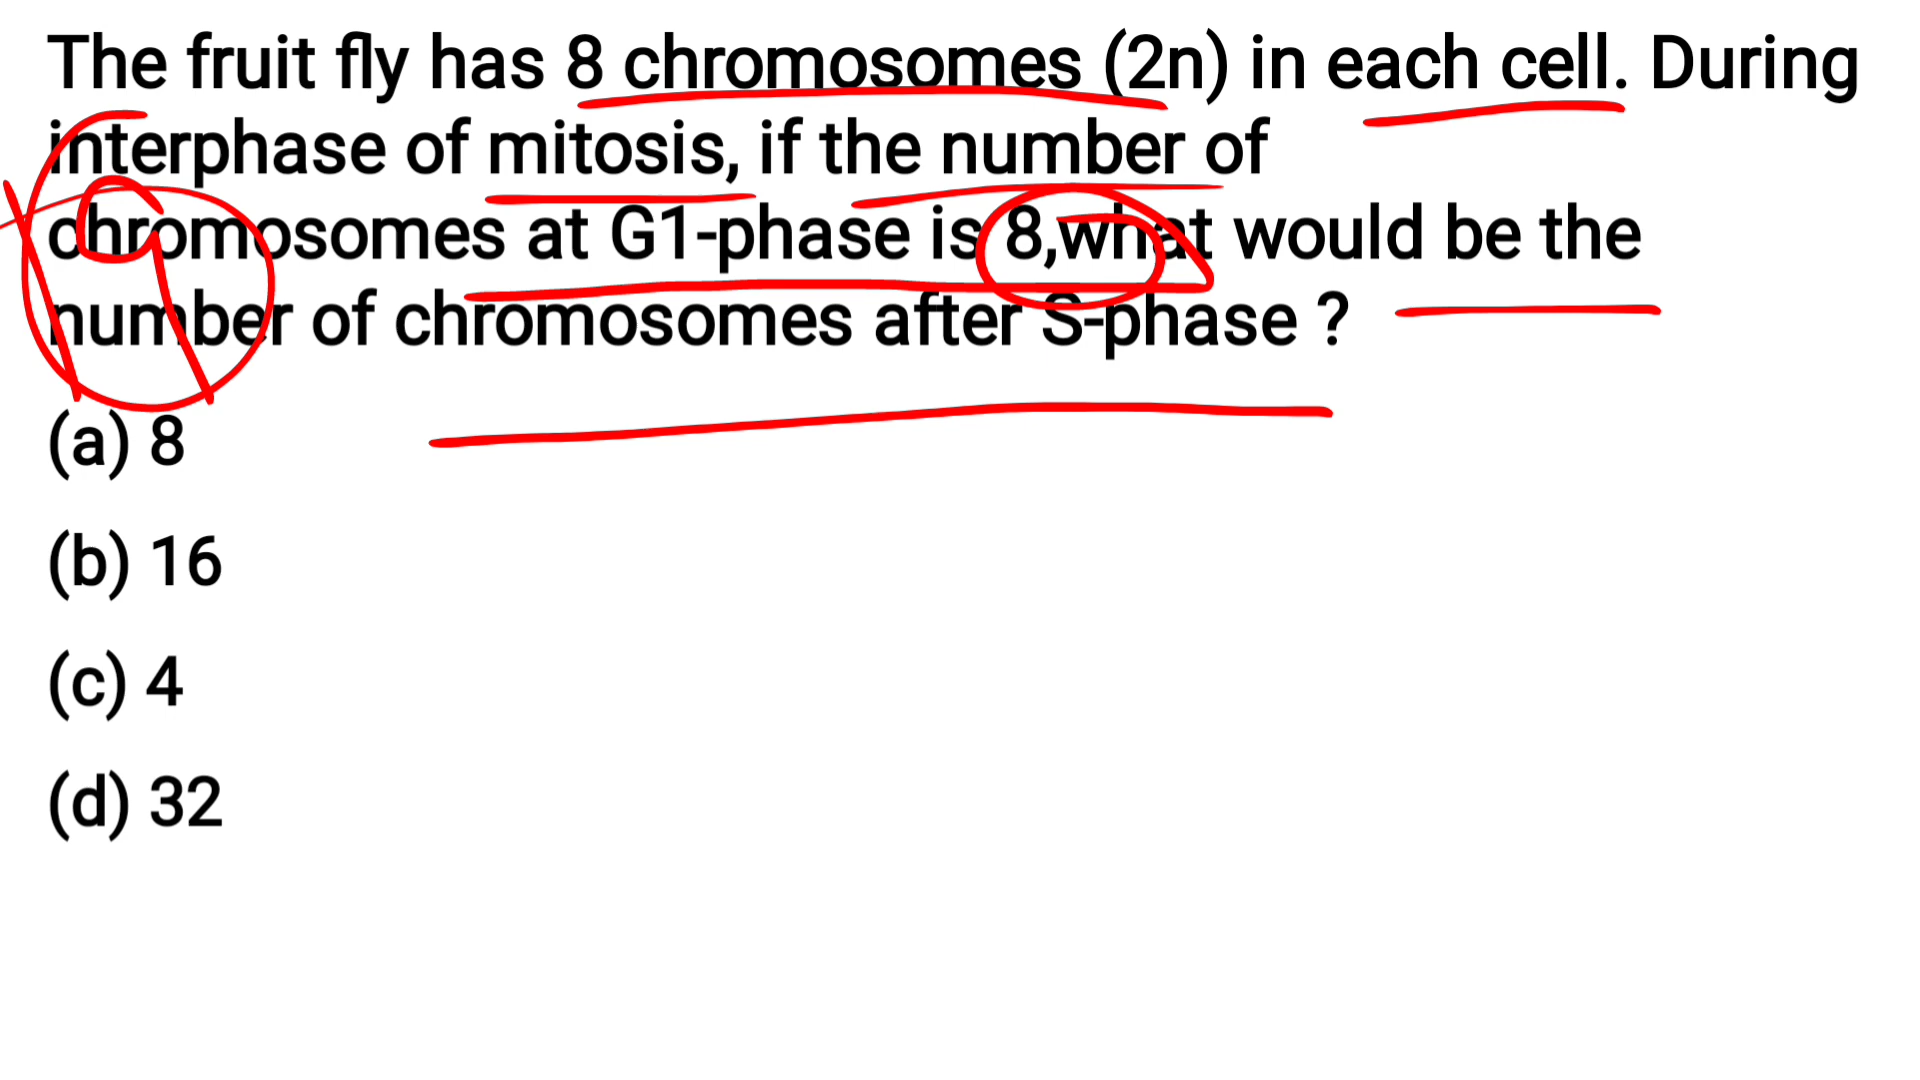 The fruit fly has 8 chromosomes (2n) in each cell. During
interphase of mitosis, if the number of
chromosomes at G1-phase is 8,what would be the
number of chromosomes after S-phase ?
(a) 8
(b) 16
(c) 4
(d) 32